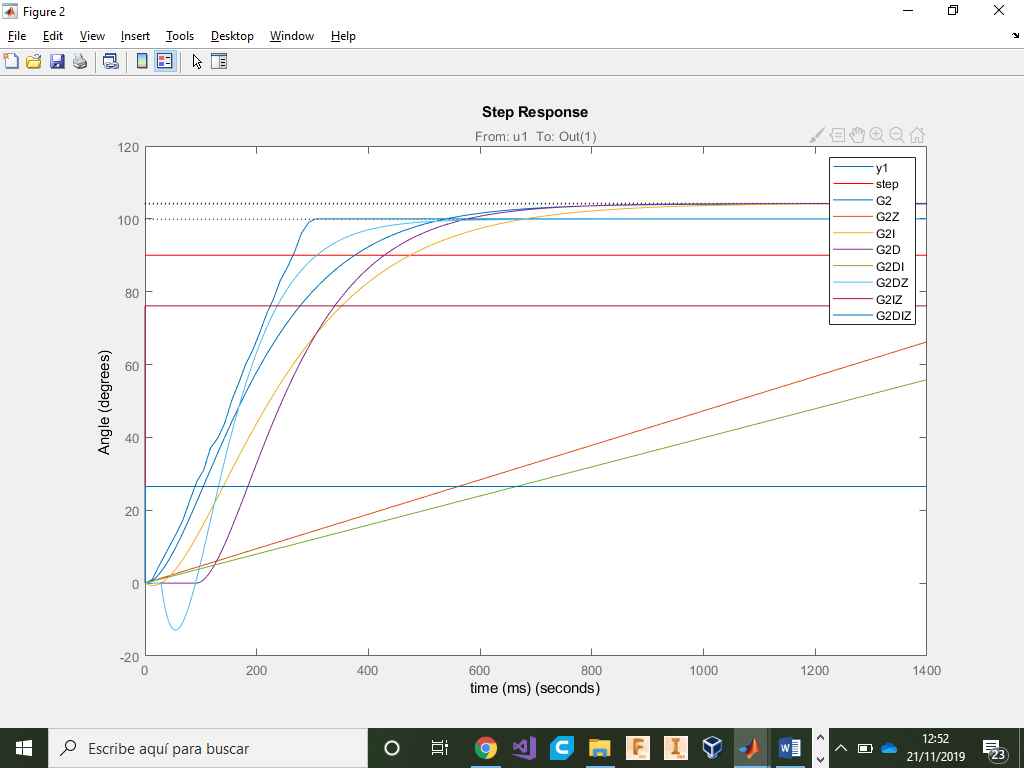 Figure 2
File Edit View Insert Tools Desktop Window Help
Step Response
From: u1 To: Out(1)
120
100
80
60
40
20
0
-20
Angle (degrees)
y1
step
G2
G2Z
G2I
G2D
G2DI
G2DZ
G2IZ
G2DIZ
0 200 400 600 800 1000 1200 1400
time (ms) (seconds)
Escribe aquí para buscar
12:52
21/11/2019
23